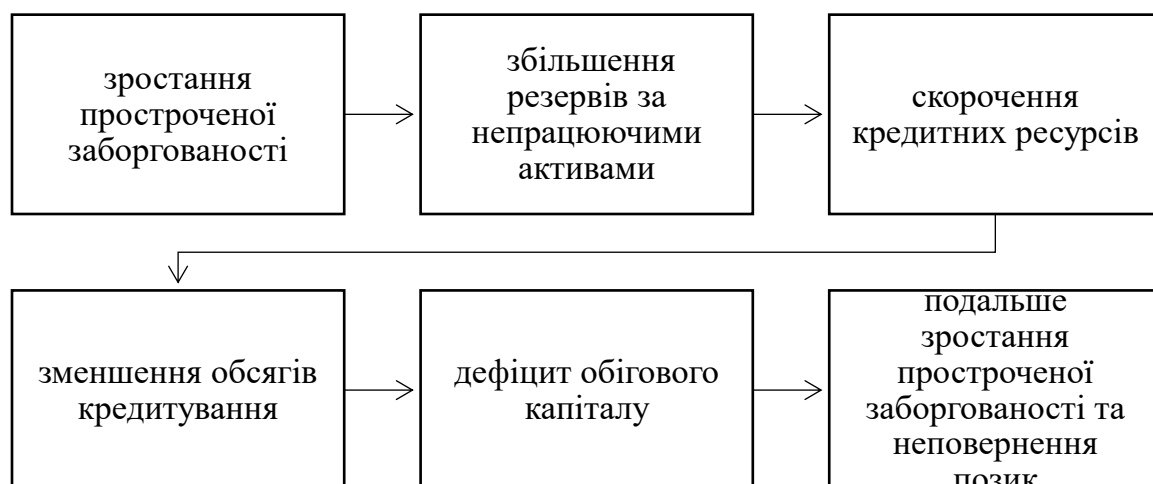 зростання
простроченої
заборгованості
збільшення
резервів за
непрацюючими
активами
скорочення
кредитних ресурсів
зменшення обсягів
кредитування
дефіцит обігового
капіталу
подальше
зростання
простроченої
заборгованості та
неповернення
позик